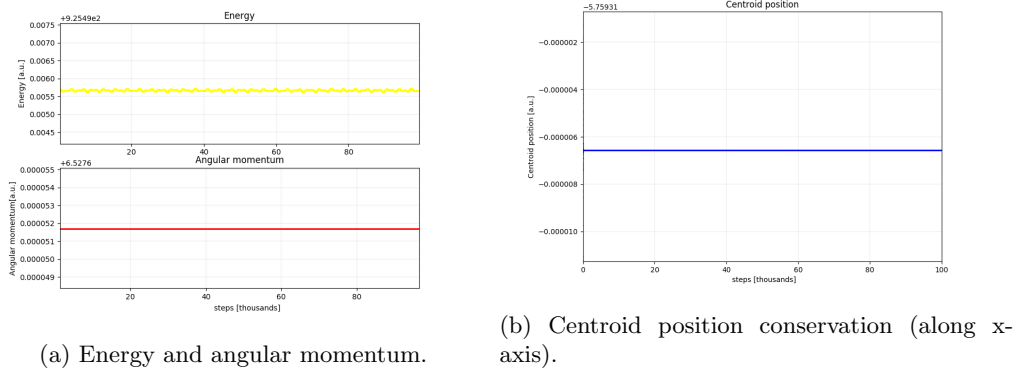 Energy
+9.2549e2
0.0075
0.0070
0.0065
0.0060
0.0055
0.0050
0.0045
Energy [a.u.]
20 40 60 80
Angular momentum
+6.5276
0.000055
0.000054
0.000053
0.000052
0.000051
0.000050
0.000049
Angular momentum[a.u.]
20 40 60 80
steps [thousands]
(a) Energy and angular momentum.
Centroid position
−5.75931
−0.000002
−0.000004
−0.000006
−0.000008
−0.000010
Centroid position [a.u.]
0 20 40 60 80 100
steps [thousands]
(b) Centroid position conservation (along x-
axis).